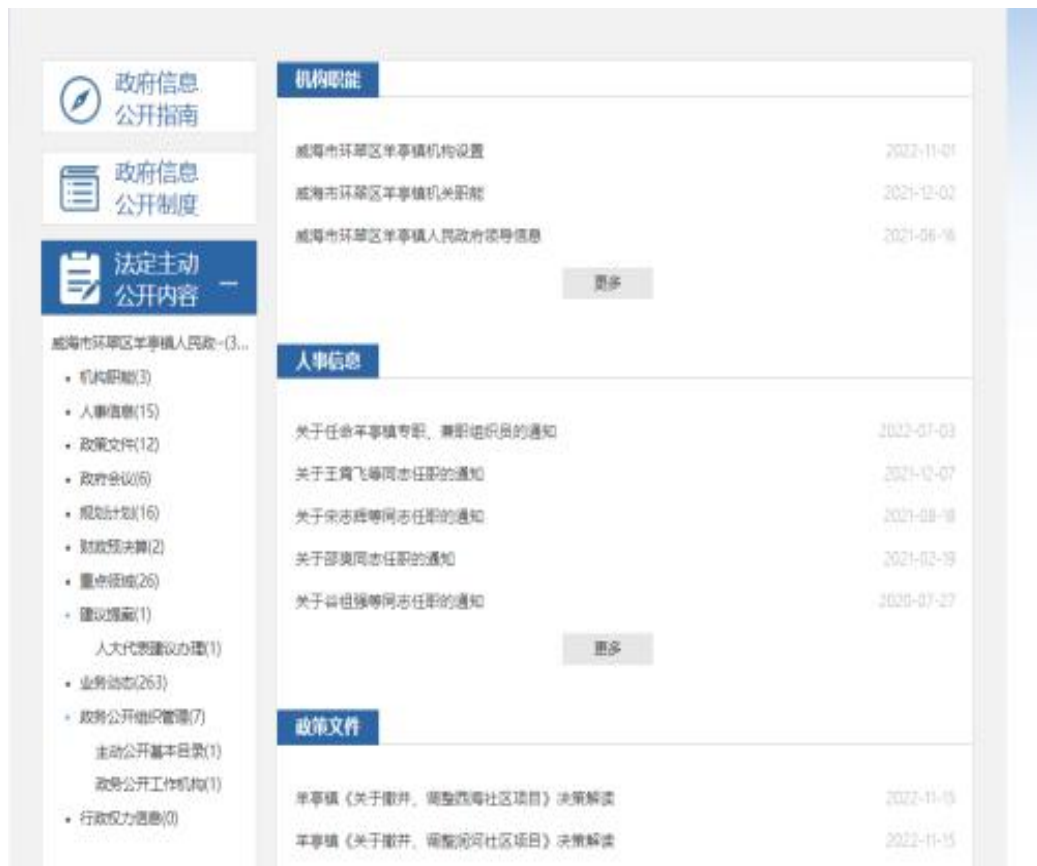 政府信息
公开指南
政府信息
公开制度
法定主动
公开内容
威海市环翠区羊亭镇人民政···(3...
机构职能(3)
人事信息(15)
政策文件(12)
政府会议(6)
规划计划(16)
财政预决算(2)
重点领域(26)
建议提案(1)
人大代表建议办理(1)
业务动态(263)
政务公开组织管理(7)
主动公开基本目录(1)
政务公开工作机构(1)
行政权力信息(0)
机构职能
威海市环翠区羊亭镇机构设置 2022-11-01
威海市环翠区羊亭镇机关职能 2021-12-02
威海市环翠区羊亭镇人民政府领导信息 2021-06-16
更多
人事信息
关于任命羊亭镇专职、兼职组织员的通知 2022-07-03
关于王霄飞等同志任职的通知 2021-12-07
关于宋志辉等同志任职的通知 2021-08-18
关于邵奥同志任职的通知 2021-02-19
关于谷祖强等同志任职的通知 2020-07-27
更多
政策文件
羊亭镇《关于撤并、调整西海社区项目》决策解读 2022-11-15
羊亭镇《关于撤并、调整润河社区项目》决策解读 2022-11-15